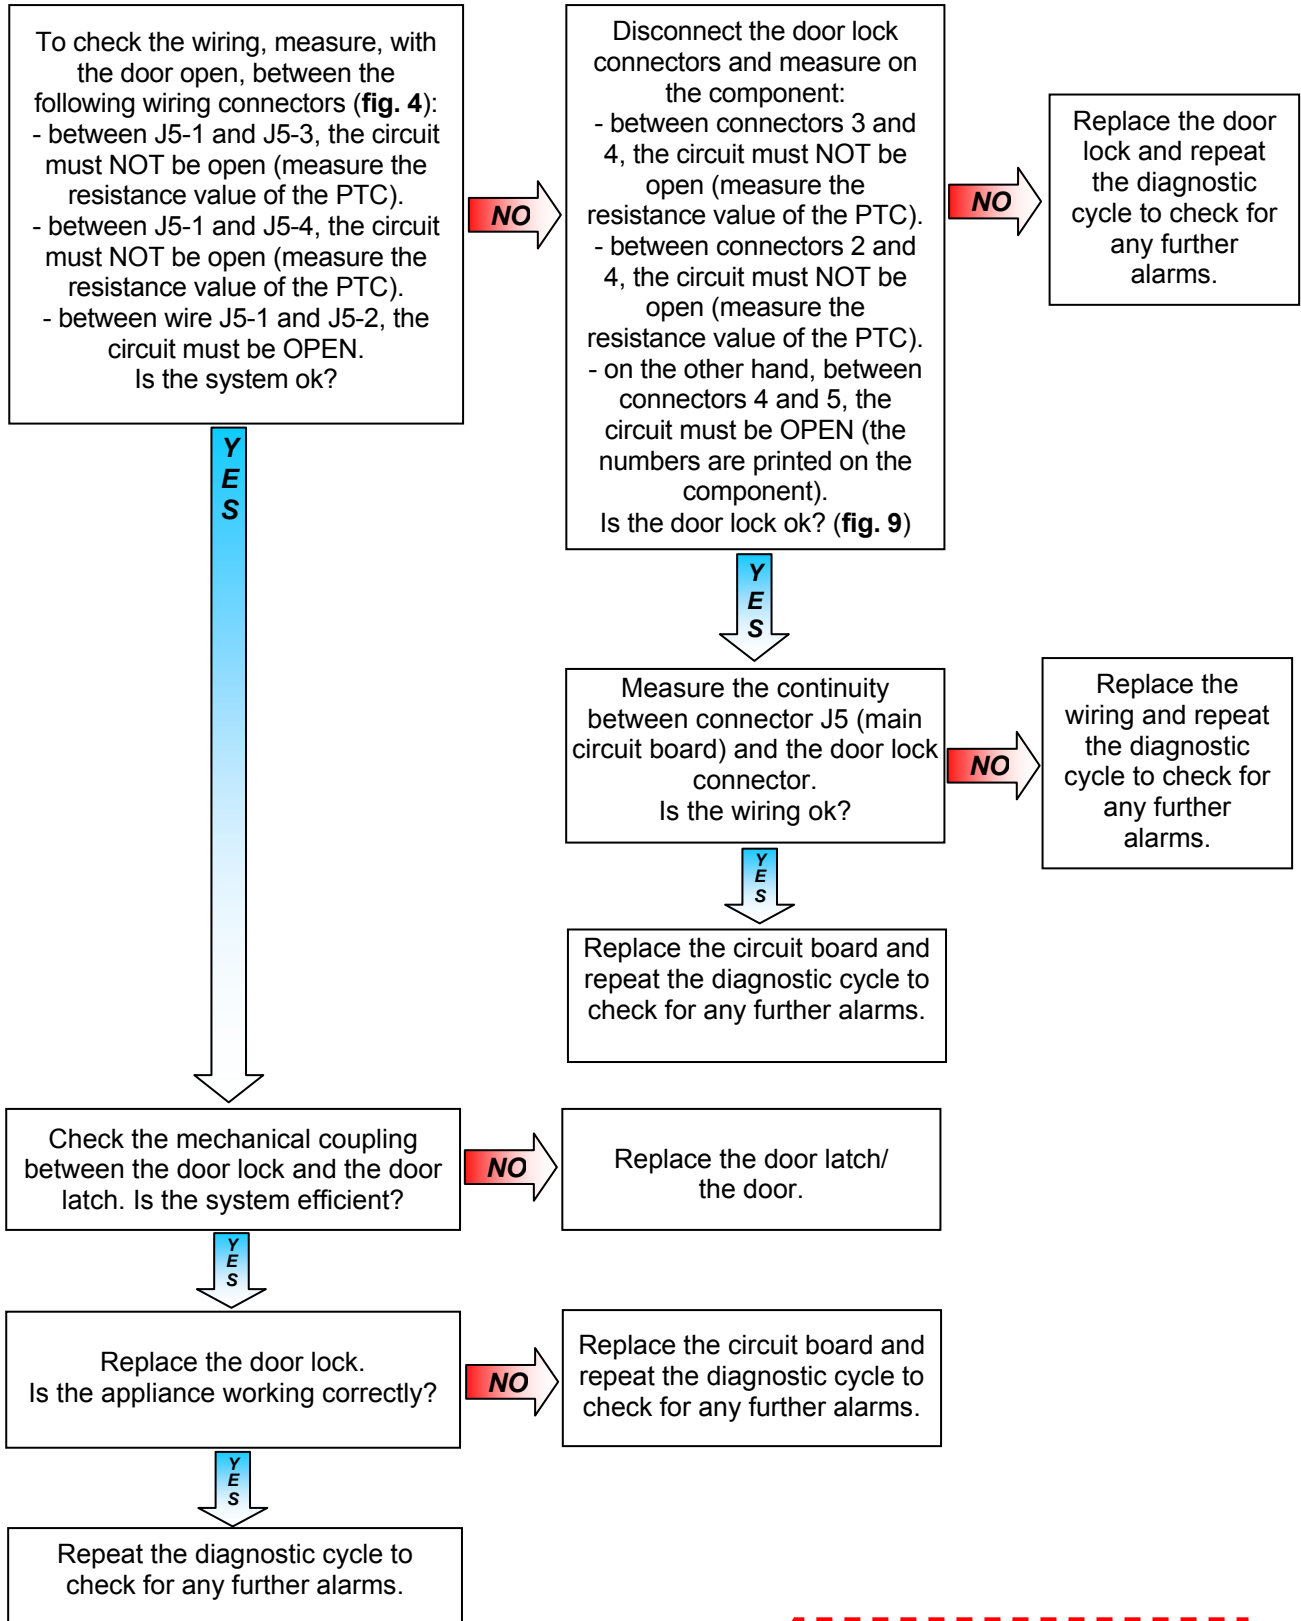 To check the wiring, measure, with
the door open, between the
following wiring connectors (fig. 4):
- between J5-1 and J5-3, the circuit
must NOT be open (measure the
resistance value of the PTC).
- between J5-1 and J5-4, the circuit
must NOT be open (measure the
resistance value of the PTC).
- between wire J5-1 and J5-2, the
circuit must be OPEN.
Is the system ok?
NO
Disconnect the door lock
connectors and measure on
the component:
- between connectors 3 and
4, the circuit must NOT be
open (measure the
resistance value of the PTC).
- between connectors 2 and
4, the circuit must NOT be
open (measure the
resistance value of the PTC).
- on the other hand, between
connectors 4 and 5, the
circuit must be OPEN (the
numbers are printed on the
component).
Is the door lock ok? (fig. 9)
NO
Replace the door
lock and repeat
the diagnostic
cycle to check for
any further
alarms.
YES
YES
Measure the continuity
between connector J5 (main
circuit board) and the door lock
connector.
Is the wiring ok?
NO
Replace the
wiring and repeat
the diagnostic
cycle to check for
any further
alarms.
YES
Replace the circuit board and
repeat the diagnostic cycle to
check for any further alarms.
Check the mechanical coupling
between the door lock and the door
latch. Is the system efficient?
NO
Replace the door latch/
the door.
YES
Replace the door lock.
Is the appliance working correctly?
NO
Replace the circuit board and
repeat the diagnostic cycle to
check for any further alarms.
YES
Repeat the diagnostic cycle to
check for any further alarms.